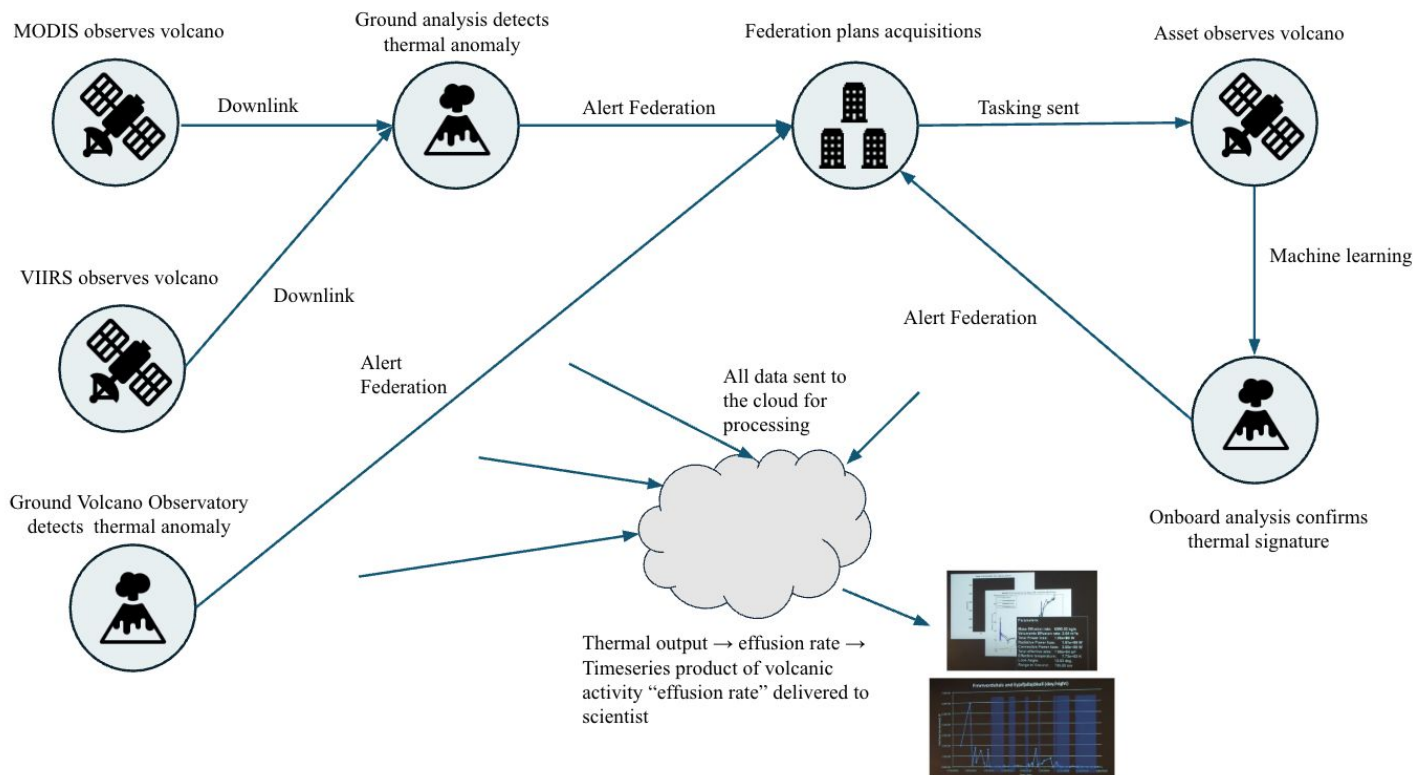 MODIS observes volcano
Ground analysis detects
thermal anomaly
Federation plans acquisitions
Asset observes volcano
Downlink
Alert Federation
Tasking sent
VIIRS observes volcano
Downlink
Machine learning
Alert
Federation
Alert Federation
All data sent to
the cloud for
processing
Ground Volcano Observatory
detects thermal anomaly
Onboard analysis confirms
thermal signature
Thermal output → effusion rate →
Timeseries product of volcanic
activity “effusion rate” delivered to
scientist
Parameters